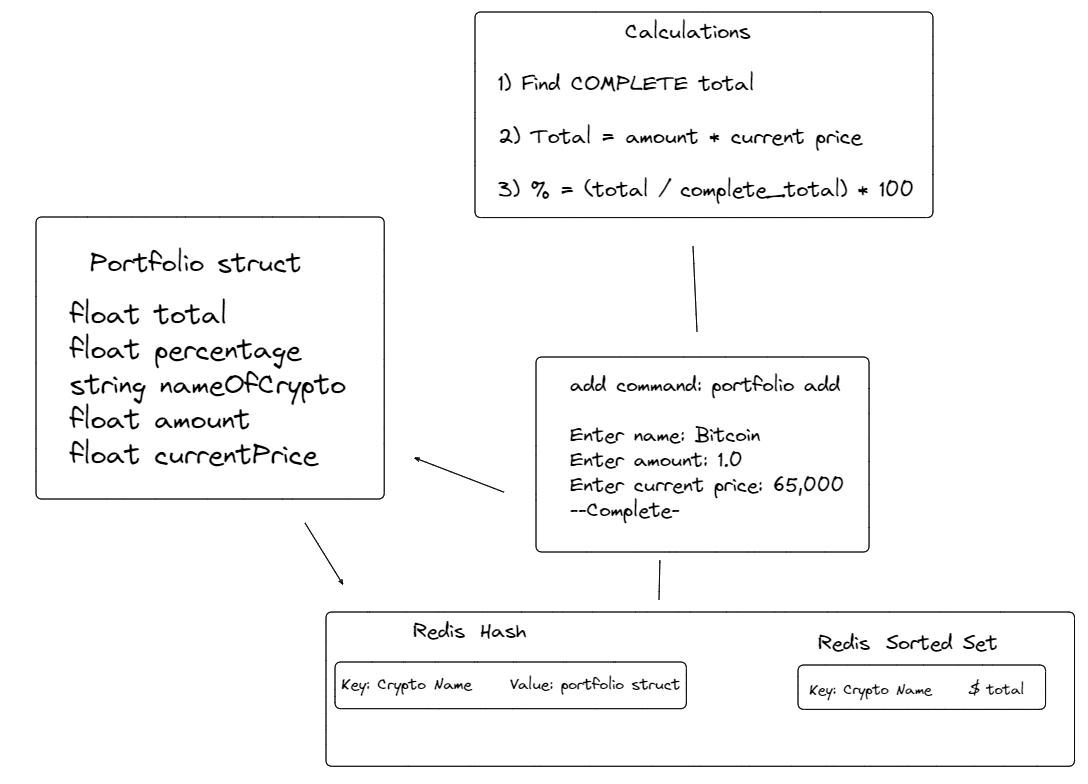 Calculations
1) Find COMPLETE total
2) Total = amount * current price
3) % = (total / complete_total) * 100
Portfolio struct
float total
float percentage
string nameOfCrypto
float amount
float currentPrice
add command: portfolio add
Enter name: Bitcoin
Enter amount: 1.0
Enter current price: 65,000
--Complete-
Redis Hash
Key: Crypto Name Value: portfolio struct
Redis Sorted Set
Key: Crypto Name $ total